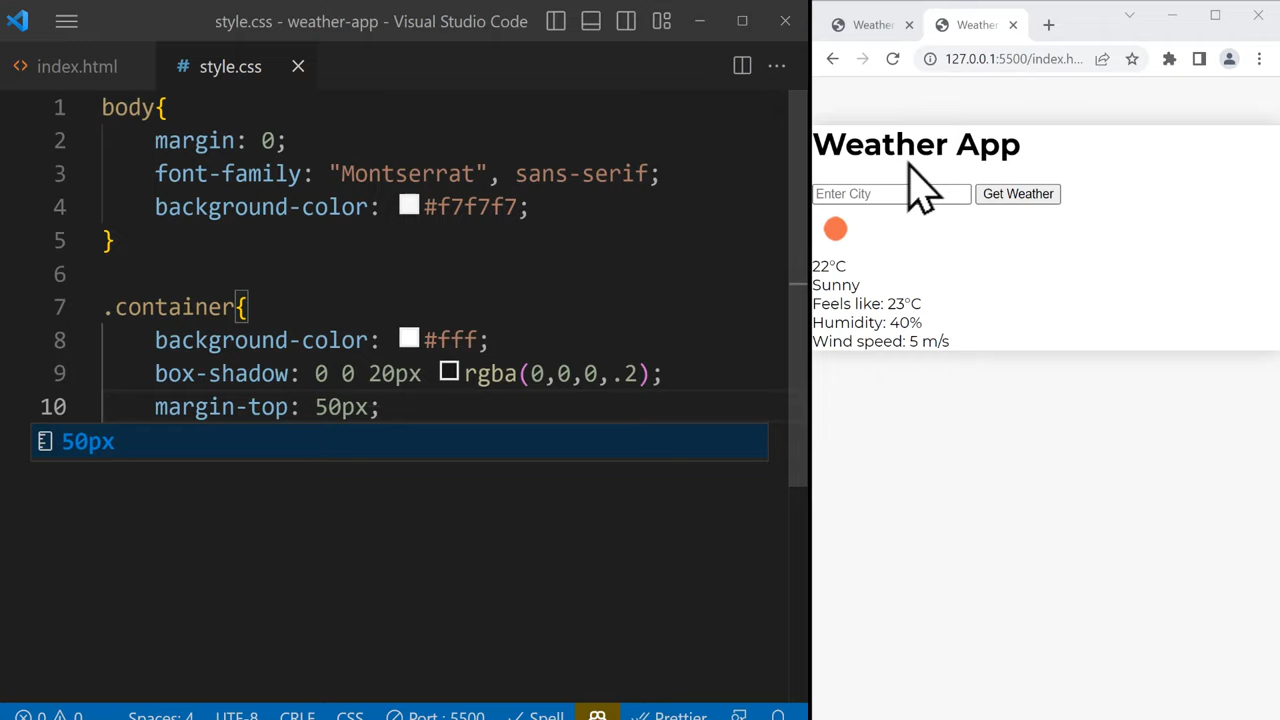 style.css - weather-app - Visual Studio Code
index.html
style.css
1 body{
2 margin: 0;
3 font-family: "Montserrat", sans-serif;
4 background-color: #f7f7f7;
5 }
6
7 .container{
8 background-color: #fff;
9 box-shadow: 0 0 20px rgba(0,0,0,.2);
10 margin-top: 50px;
50px
0 0 Spaces: 4 UTF-8 CRLF CSS Port : 5500 Spell Prettier
Weather
Weather
127.0.0.1:5500/index.h...
Weather App
Enter City Get Weather
22°C
Sunny
Feels like: 23°C
Humidity: 40%
Wind speed: 5 m/s